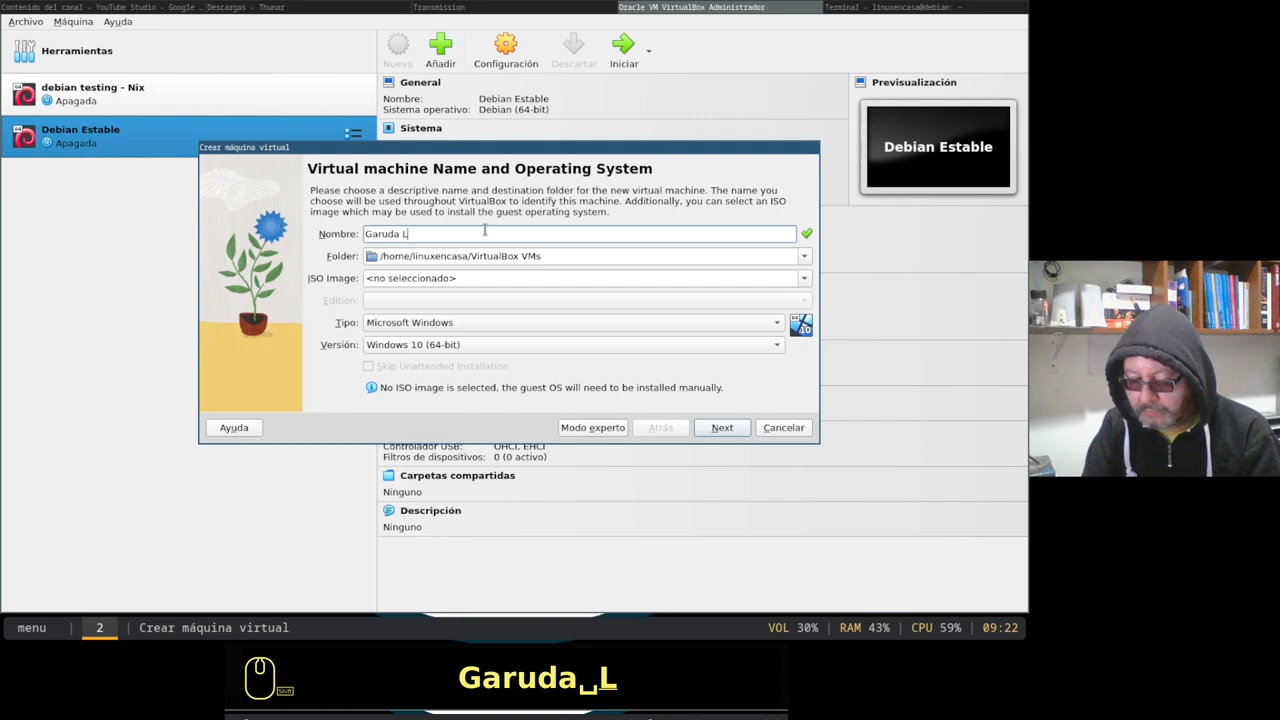 Contenido del canal - YouTube Studio - Google …
Descargas - Thunar
Transmission
Oracle VM VirtualBox Administrador
Terminal - linuxencasa@debian: ~
Archivo Máquina Ayuda
Herramientas
Nueva Añadir Configuración Descartar Iniciar
64 debian testing - Nix
Apagada
64 Debian Estable
Apagada
General
Nombre: Debian Estable
Sistema operativo: Debian (64-bit)
Sistema
Previsualización
Debian Estable
Crear máquina virtual
Virtual machine Name and Operating System
Please choose a descriptive name and destination folder for the new virtual machine. The name you
choose will be used throughout VirtualBox to identify this machine. Additionally, you can select an ISO
image which may be used to install the guest operating system.
Nombre: Garuda L
Folder: /home/linuxencasa/VirtualBox VMs
ISO Image: <no seleccionado>
Edition:
Tipo: Microsoft Windows
64
10
Versión: Windows 10 (64-bit)
Skip Unattended Installation
No ISO image is selected, the guest OS will need to be installed manually.
Ayuda Modo experto Atrás Next Cancelar
Controlador USB: OHCI, EHCI
Filtros de dispositivos: 0 (0 activo)
Carpetas compartidas
Ninguno
Descripción
Ninguno
menu | 2 | Crear máquina virtual VOL 30% | RAM 43% | CPU 59% | 09:22
Shift
Garuda␣L